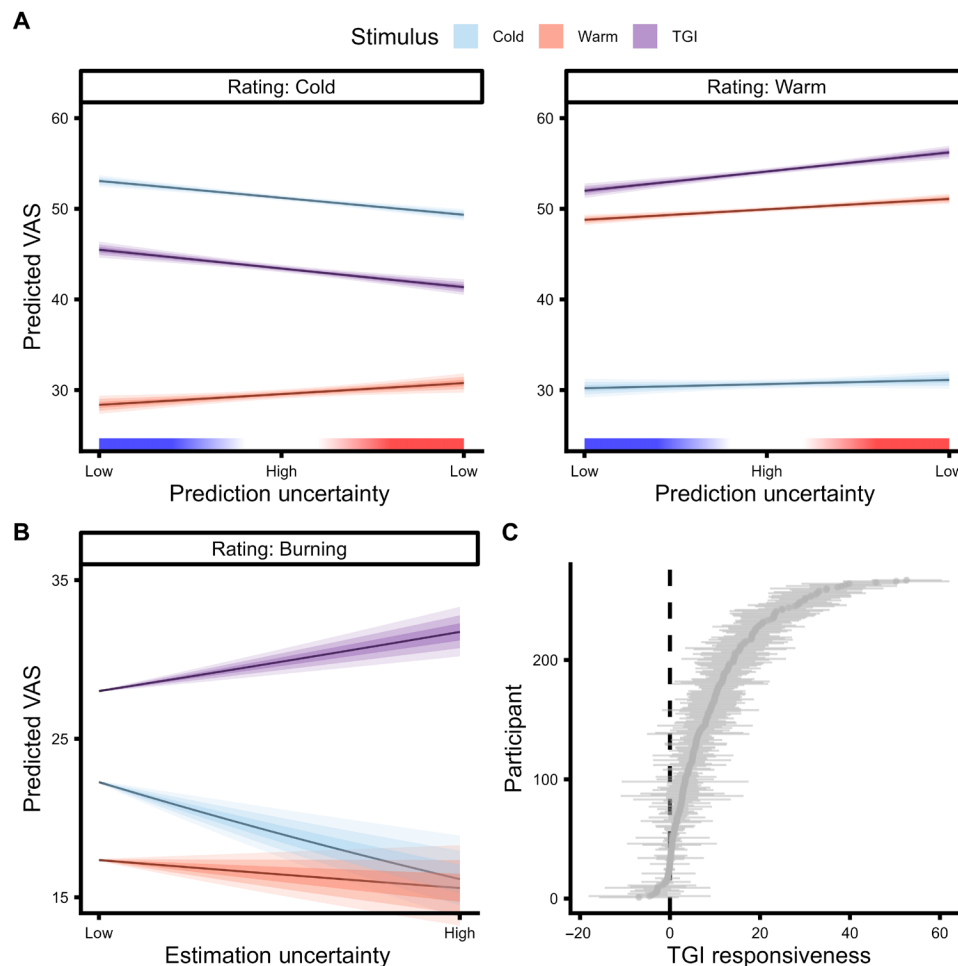 A
Stimulus Cold Warm TGI
Rating: Cold
Rating: Warm
Predicted VAS
60
50
40
30
60
50
40
30
Low High Low
Low High Low
Prediction uncertainty
Prediction uncertainty
B
Rating: Burning
Predicted VAS
35
25
15
Low High
Estimation uncertainty
C
Participant
200
100
0
−20 0 20 40 60
TGI responsiveness